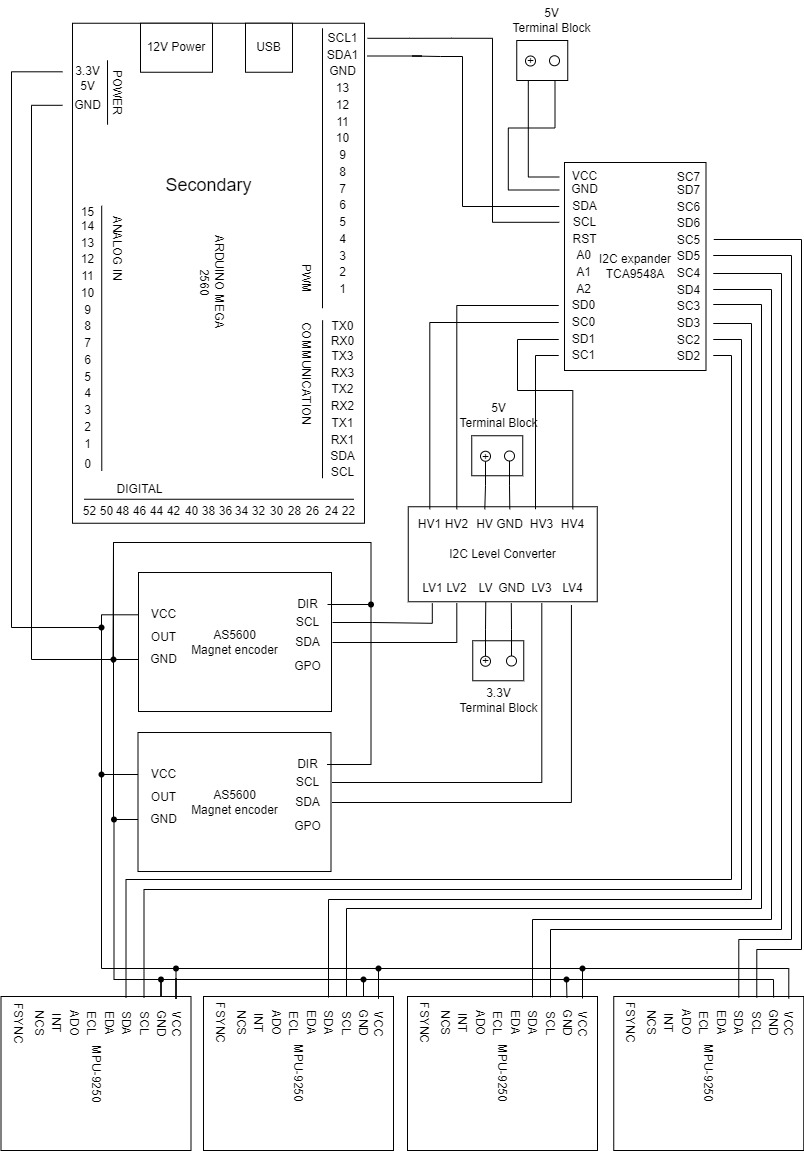 5V
Terminal Block
12V Power
USB
SCL1
SDA1
GND
13
12
11
10
9
8
7
6
5
4
3
2
1
3.3V
5V
GND
POWER
Secondary
ARDUINO MEGA
2560
PWM
15
14
13
12
11
10
9
8
7
6
5
4
3
2
1
0
ANALOG IN
COMMUNICATION
TX0
RX0
TX3
RX3
TX2
RX2
TX1
RX1
SDA
SCL
DIGITAL
52 50 48 46 44 42 40 38 36 34 32 30 28 26 24 22
VCC
GND
SDA
SCL
RST
A0
A1
A2
SD0
SC0
SD1
SC1
I2C expander
TCA9548A
SC7
SD7
SC6
SD6
SC5
SD5
SC4
SD4
SC3
SD3
SC2
SD2
5V
Terminal Block
HV1 HV2 HV GND HV3 HV4
I2C Level Converter
LV1 LV2 LV GND LV3 LV4
3.3V
Terminal Block
VCC
OUT
GND
AS5600
Magnet encoder
DIR
SCL
SDA
GPO
VCC
OUT
GND
AS5600
Magnet encoder
DIR
SCL
SDA
GPO
FSYNC
NCS
INT
ADO
ECL
EDA
SDA
SCL
GND
VCC
MPU-9250
FSYNC
NCS
INT
ADO
ECL
EDA
SDA
SCL
GND
VCC
MPU-9250
FSYNC
NCS
INT
ADO
ECL
EDA
SDA
SCL
GND
VCC
MPU-9250
FSYNC
NCS
INT
ADO
ECL
EDA
SDA
SCL
GND
VCC
MPU-9250